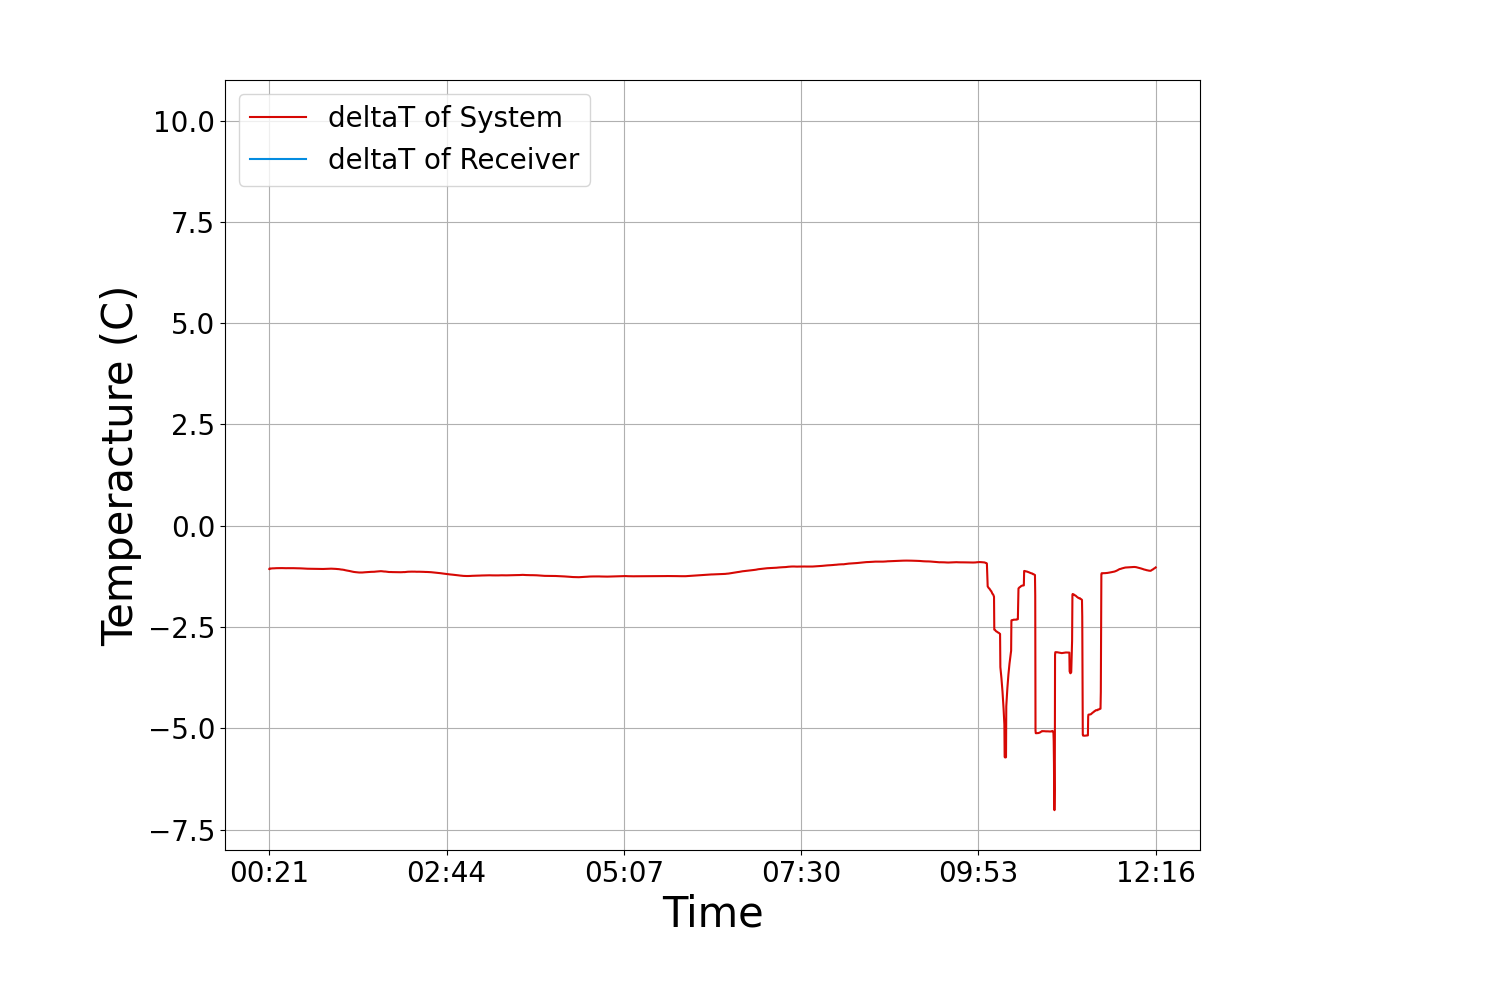 deltaT of System
deltaT of Receiver
10.0
7.5
5.0
2.5
0.0
−2.5
−5.0
−7.5
Temperacture (C)
00:21 02:44 05:07 07:30 09:53 12:16
Time